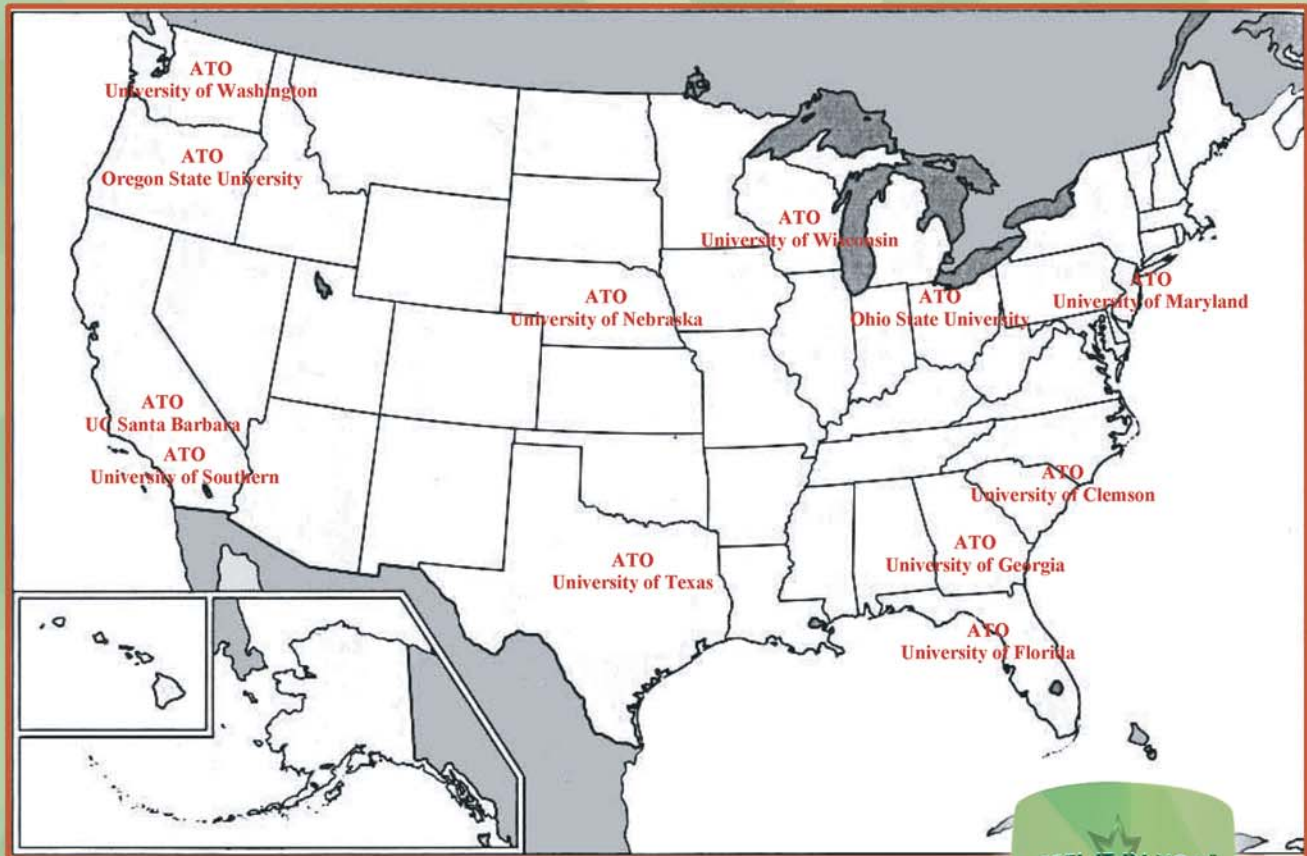 ATO
University of Washington
ATO
Oregon State University
ATO
University of Wisconsin
ATO
University of Maryland
ATO
University of Nebraska
ATO
Ohio State University
ATO
UC Santa Barbara
ATO
University of Southern
ATO
University of Clemson
ATO
University of Georgia
ATO
University of Texas
ATO
University of Florida